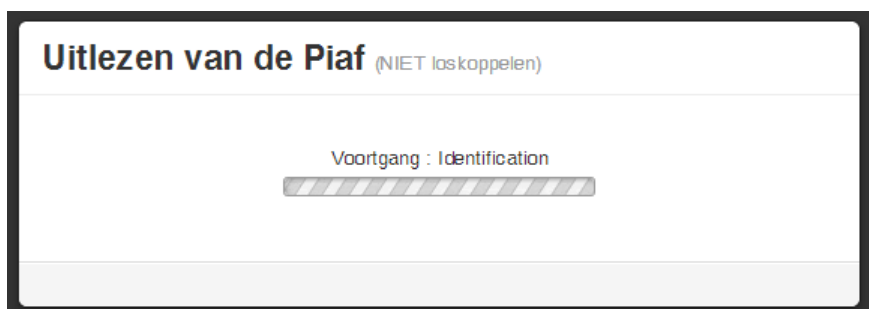 Uitlezen van de Piaf (NIET loskoppelen)
Voortgang : Identification